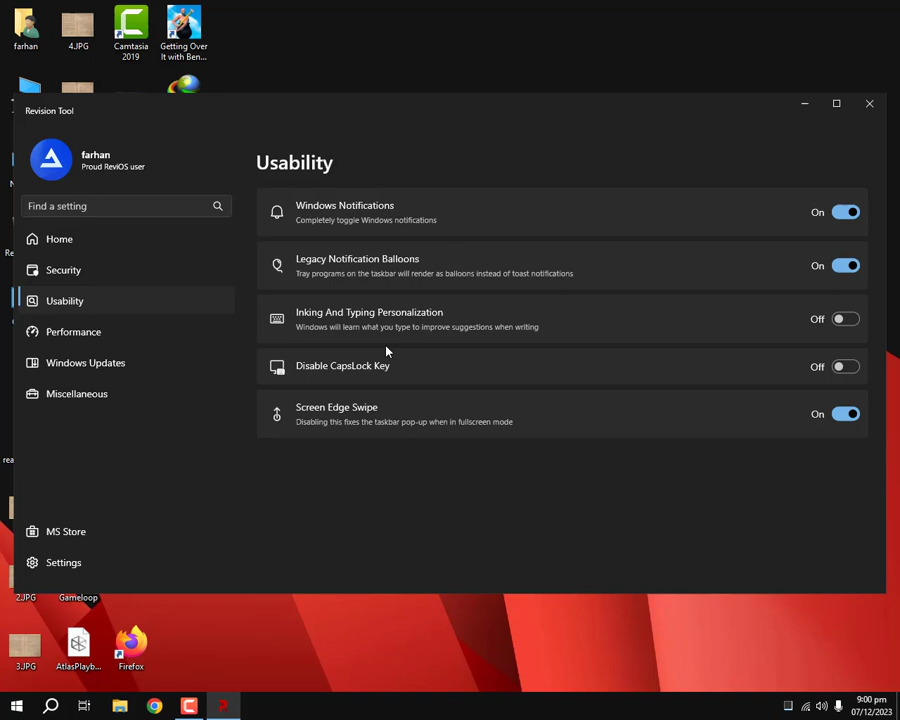 farhan
4.JPG
Camtasia
2019
Getting Over
It with Ben...
Revision Tool
farhan
Proud ReviOS user
Find a setting
Home
Security
Usability
Performance
Windows Updates
Miscellaneous
MS Store
Settings
Usability
Windows Notifications
Completely toggle Windows notifications
On
Legacy Notification Balloons
Tray programs on the taskbar will render as balloons instead of toast notifications
On
Inking And Typing Personalization
Windows will learn what you type to improve suggestions when writing
Off
Disable CapsLock Key
Off
Screen Edge Swipe
Disabling this fixes the taskbar pop-up when in fullscreen mode
On
2.JPG
Gameloop
3.JPG
AtlasPlayb...
Firefox
9:00 pm
07/12/2023